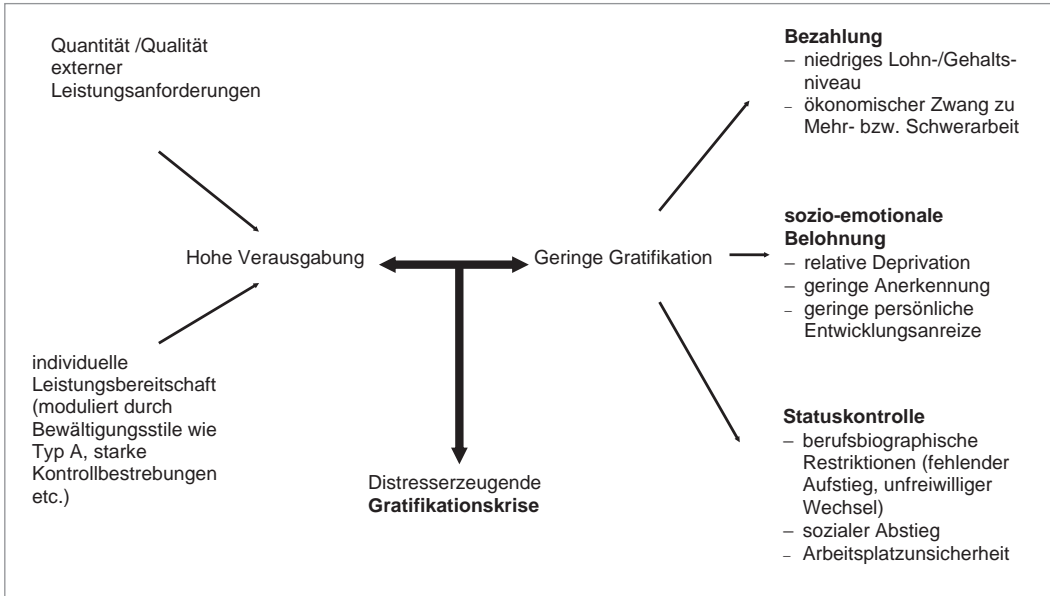 Quantität /Qualität
externer
Leistungsanforderungen
Hohe Verausgabung
individuelle
Leistungsbereitschaft
(moduliert durch
Bewältigungsstile wie
Typ A, starke
Kontrollbestrebungen
etc.)
Distresserzeugende
Gratifikationskrise
Geringe Gratifikation
Bezahlung
– niedriges Lohn-/Gehalts-
niveau
– ökonomischer Zwang zu
Mehr- bzw. Schwerarbeit
sozio-emotionale
Belohnung
– relative Deprivation
– geringe Anerkennung
– geringe persönliche
Entwicklungsanreize
Statuskontrolle
– berufsbiographische
Restriktionen (fehlender
Aufstieg, unfreiwilliger
Wechsel)
– sozialer Abstieg
– Arbeitsplatzunsicherheit